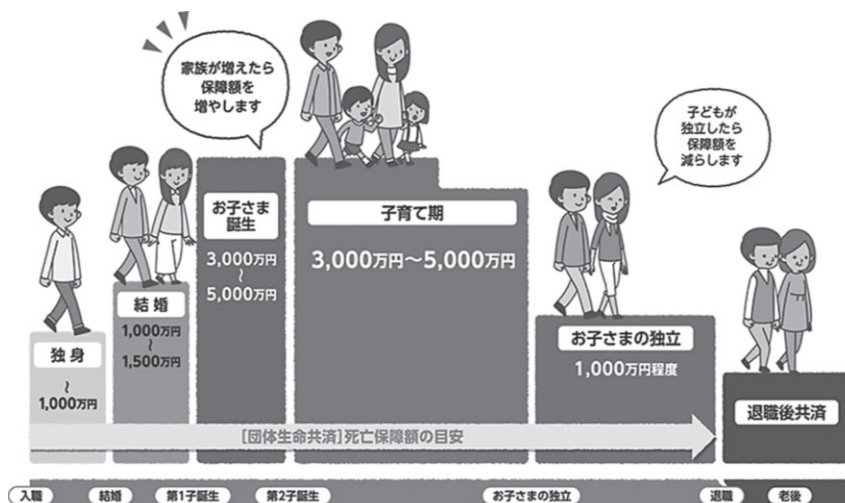 家族が増えたら
保障額を
増やします
子どもが
独立したら
保障額を
減らします
独身
〜
1,000万円
結婚
1,000万円
〜
1,500万円
お子さま
誕生
3,000万円
〜
5,000万円
子育て期
3,000万円〜5,000万円
お子さまの独立
1,000万円程度
退職後共済
[団体生命共済]死亡保障額の目安
入職
結婚
第1子誕生
第2子誕生
お子さまの独立
退職
老後